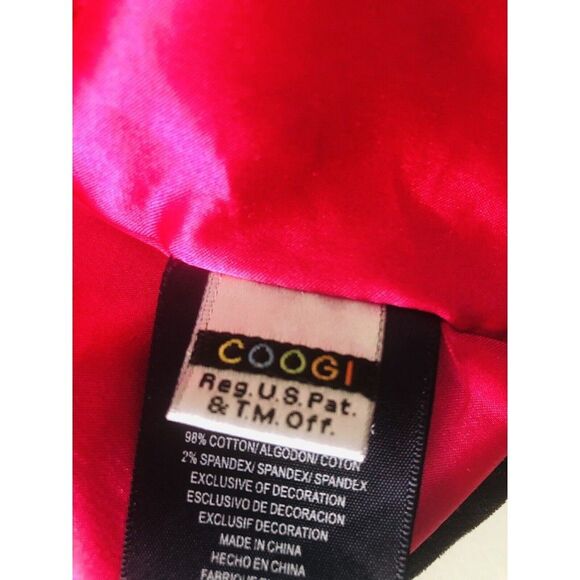 COOGI
Reg. U.S. Pat.
& T.M. Off.
98% COTTON/ ALGODON/ COTON
2% SPANDEX/ SPANDEX/ SPANDEX
EXCLUSIVE OF DECORATION
ESCLUSIVO DE DECORACION
EXCLUSIF DECORATION
MADE IN CHINA
HECHO EN CHINA
FABRIQUE